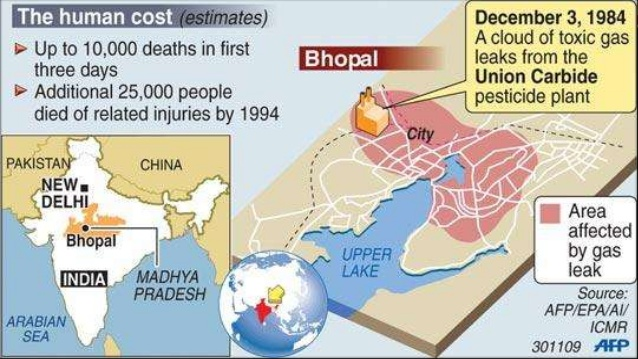 The human cost (estimates)
Up to 10,000 deaths in first
three days
Additional 25,000 people
died of related injuries by 1994
Bhopal
December 3, 1984
A cloud of toxic gas
leaks from the
Union Carbide
pesticide plant
City
UPPER
LAKE
Area
affected
by gas
leak
PAKISTAN
CHINA
NEW
DELHI
Bhopal
INDIA
MADHYA
PRADESH
ARABIAN
SEA
Source:
AFP/EPA/AI/
ICMR
301109 AFP